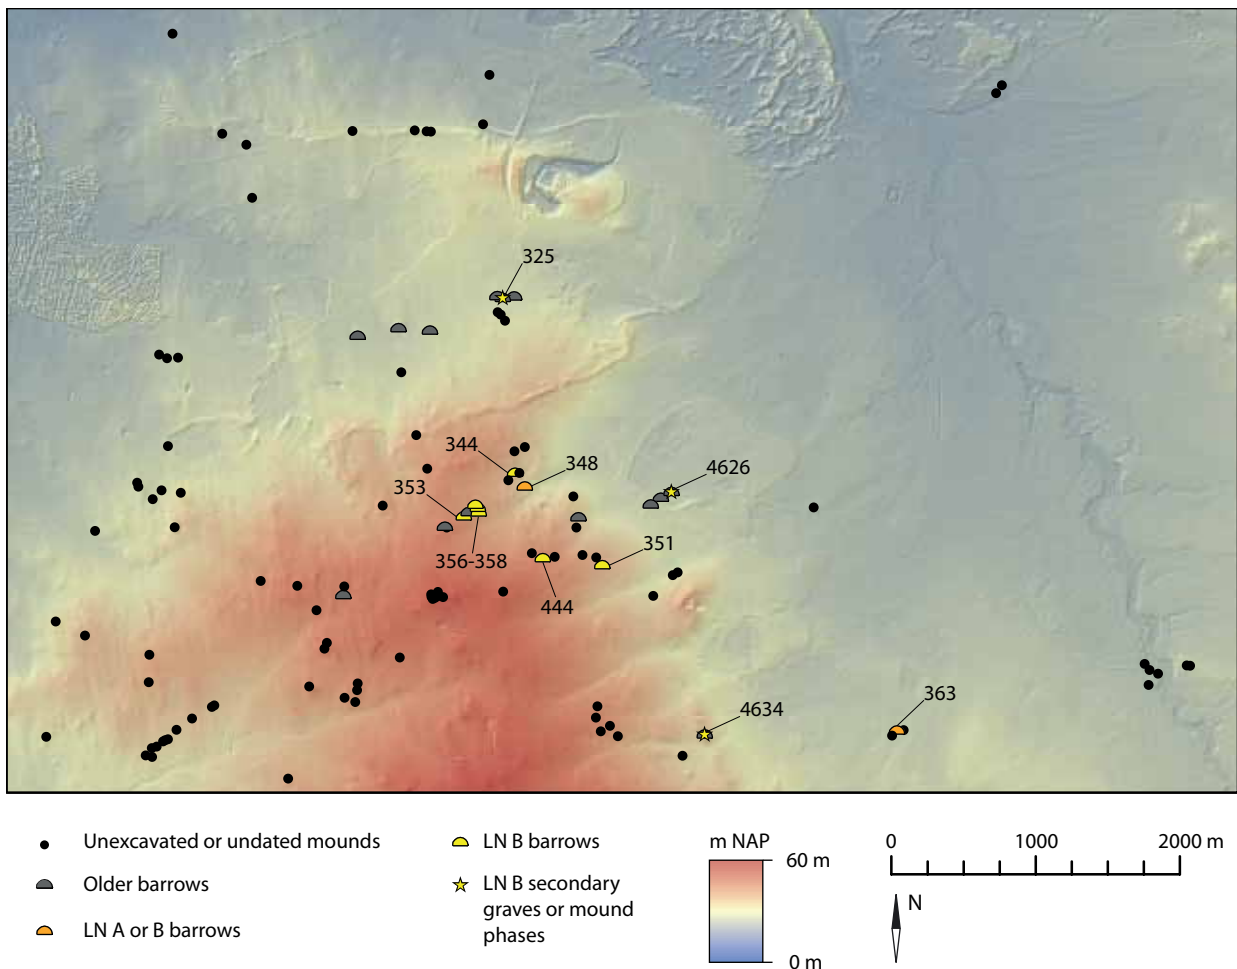 325
344
348
4626
353
356-358
351
444
4634
363
Unexcavated or undated mounds
Older barrows
LN A or B barrows
LN B barrows
LN B secondary
graves or mound
phases
m NAP
60 m
0 m
0 1000 2000 m
N